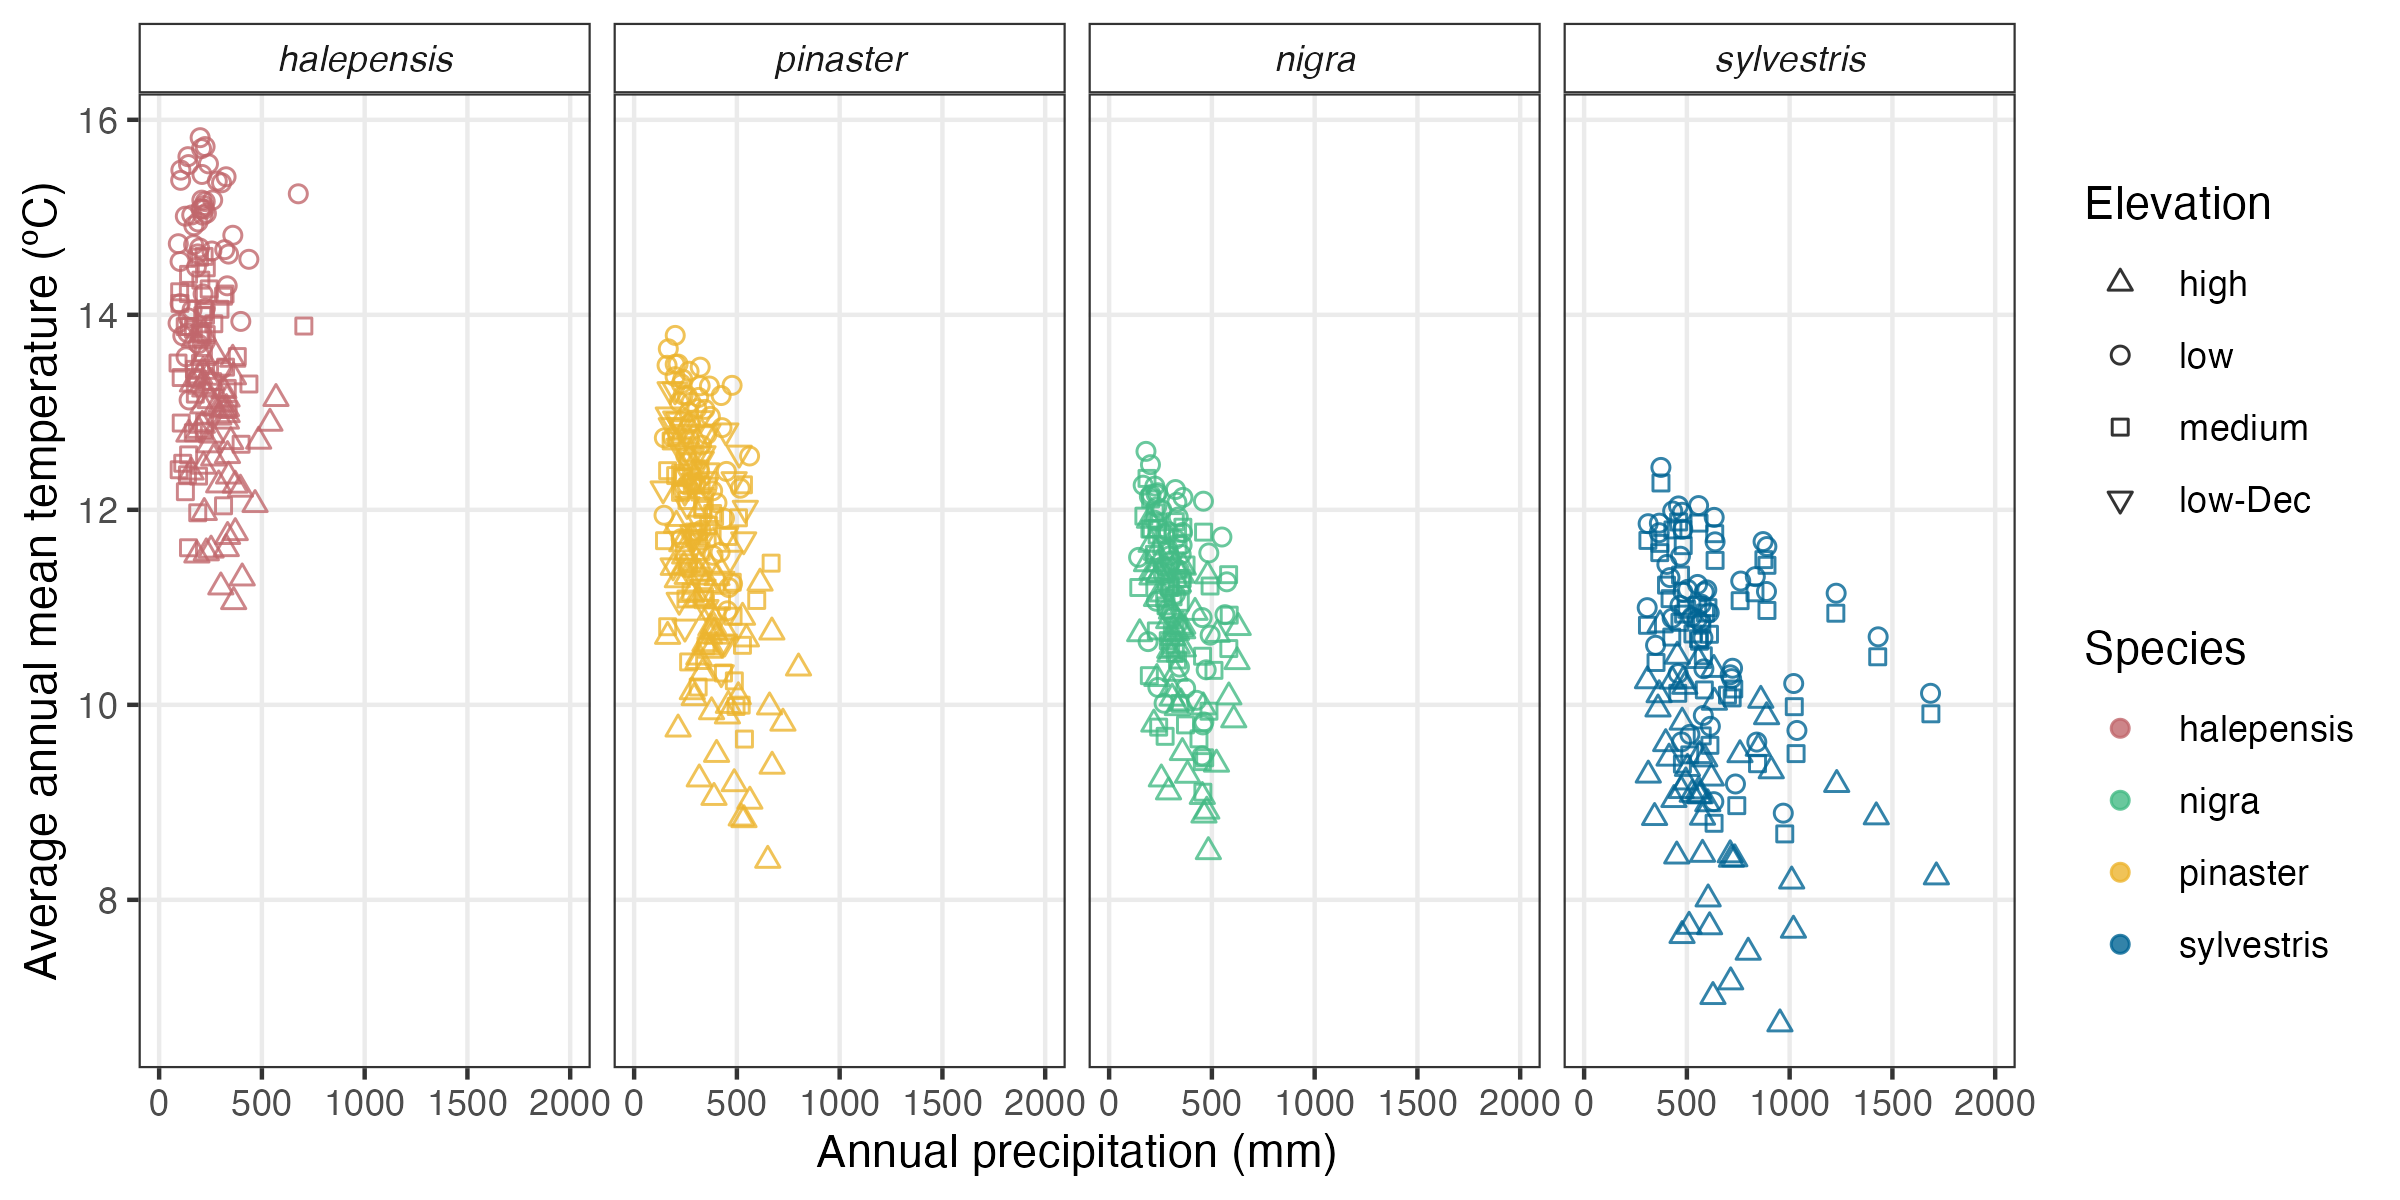 halepensis
pinaster
nigra
sylvestris
Average annual mean temperature (ºC)
16
14
12
10
8
0 500 1000 1500 2000
0 500 1000 1500 2000
0 500 1000 1500 2000
0 500 1000 1500 2000
Annual precipitation (mm)
Elevation
high
low
medium
low-Dec
Species
halepensis
nigra
pinaster
sylvestris